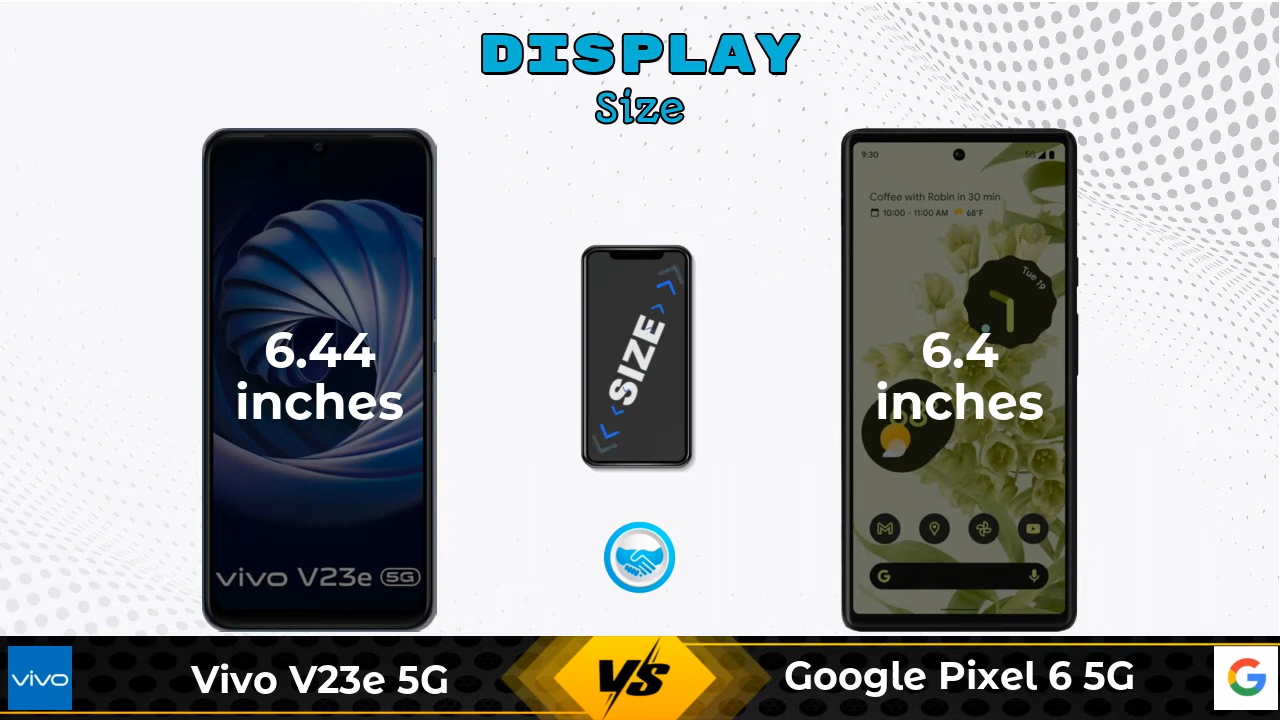 DISPLAY
Size
9:30
5G
Coffee with Robin in 30 min
10:00 - 11:00 AM 68°F
Tue 19
SIZE
6.44
inches
6.4
inches
vivo V23e 5G
G
vivo
Vivo V23e 5G
VS
Google Pixel 6 5G
G